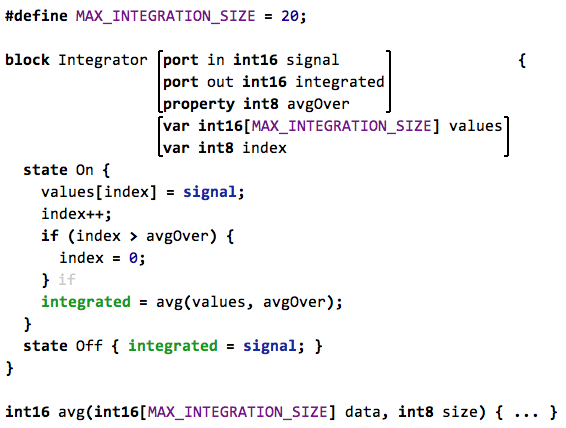 #define MAX_INTEGRATION_SIZE = 20;
block Integrator [port in int16 signal] {
[port out int16 integrated]
[property int8 avgOver]
[var int16[MAX_INTEGRATION_SIZE] values]
[var int8 index]
state On {
values[index] = signal;
index++;
if (index > avgOver) {
index = 0;
} if
integrated = avg(values, avgOver);
}
state Off { integrated = signal; }
}
int16 avg(int16[MAX_INTEGRATION_SIZE] data, int8 size) { ... }